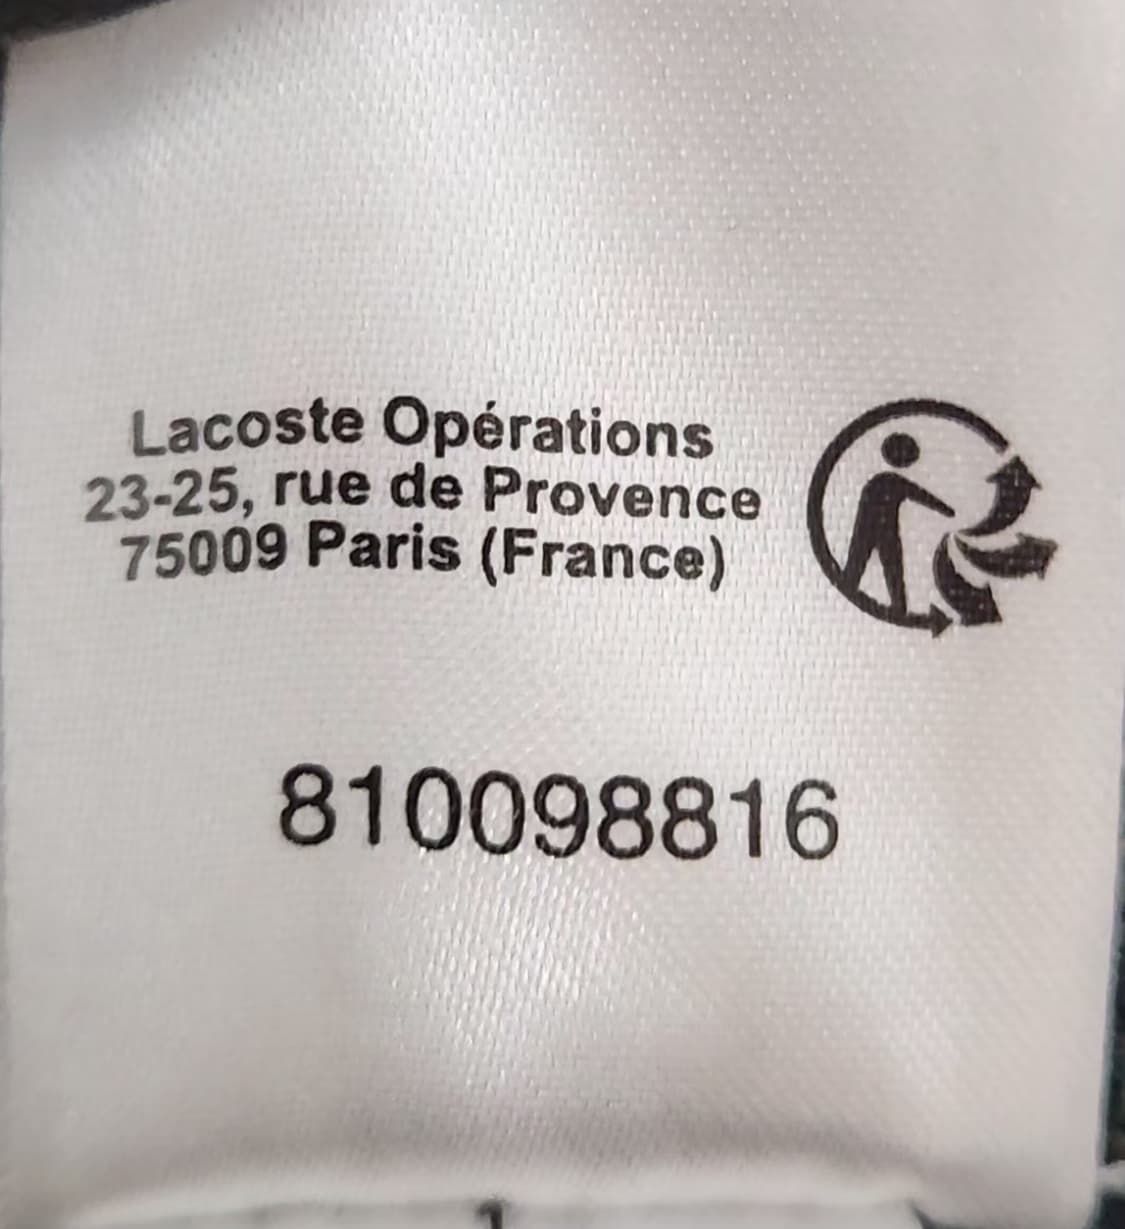 Lacoste Opérations
23-25, rue de Provence
75009 Paris (France)
810098816